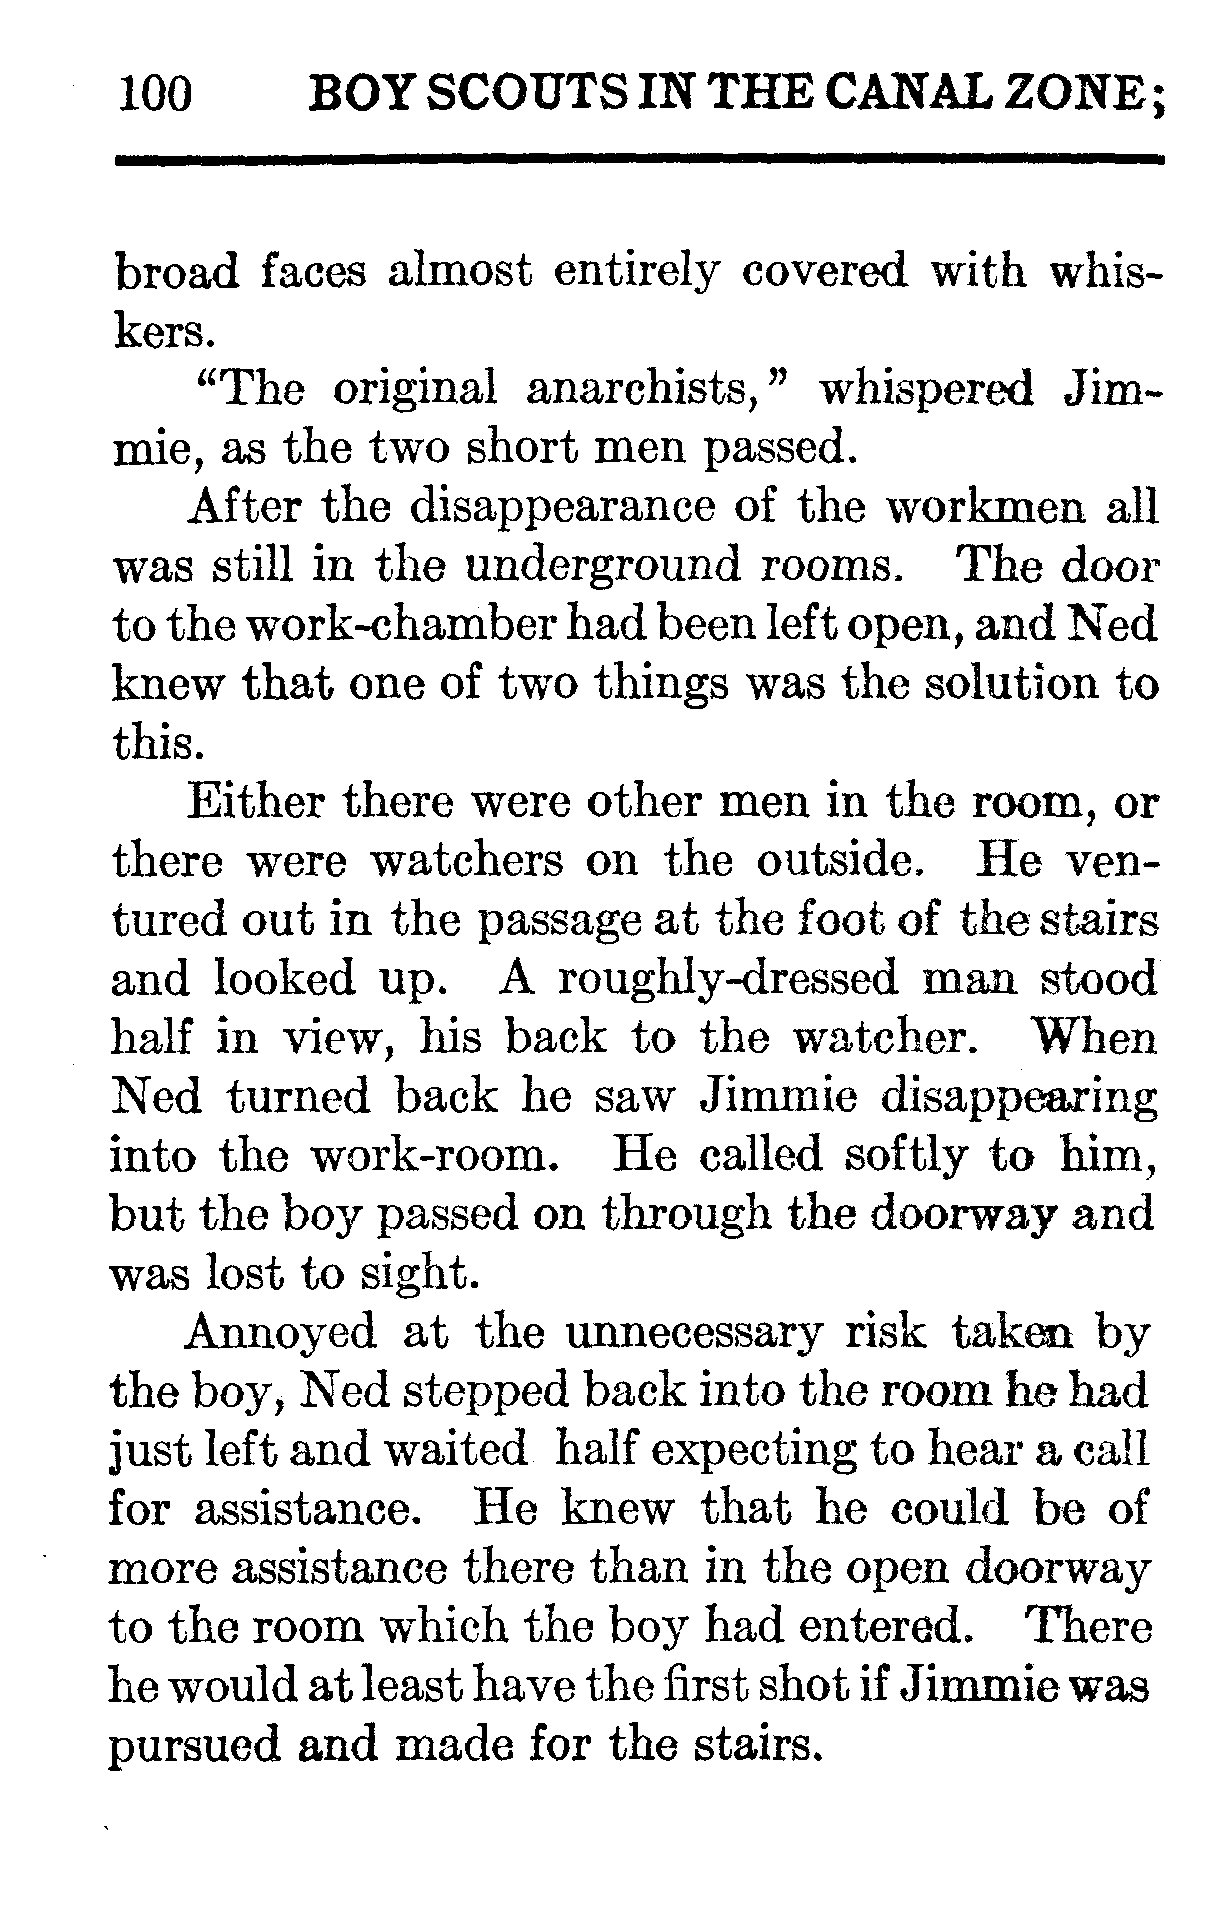 100 BOY SCOUTS IN THE CANAL ZONE;
broad faces almost entirely covered with whis-
kers.
“The original anarchists,” whispered Jim-
mie, as the two short men passed.
After the disappearance of the workmen all
was still in the underground rooms. The door
to the work-chamber had been left open, and Ned
knew that one of two things was the solution to
this.
Either there were other men in the room, or
there were watchers on the outside. He ven-
tured out in the passage at the foot of the stairs
and looked up. A roughly-dressed man stood
half in view, his back to the watcher. When
Ned turned back he saw Jimmie disappearing
into the work-room. He called softly to him,
but the boy passed on through the doorway and
was lost to sight.
Annoyed at the unnecessary risk taken by
the boy, Ned stepped back into the room he had
just left and waited half expecting to hear a call
for assistance. He knew that he could be of
more assistance there than in the open doorway
to the room which the boy had entered. There
he would at least have the first shot if Jimmie was
pursued and made for the stairs.